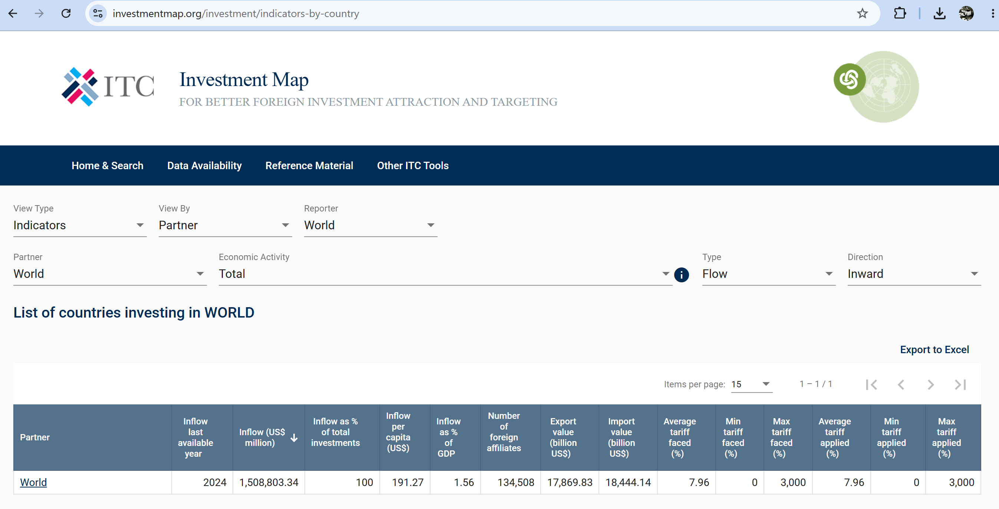 investmentmap.org/investment/indicators-by-country
ITC
Investment Map
FOR BETTER FOREIGN INVESTMENT ATTRACTION AND TARGETING
Home & Search Data Availability Reference Material Other ITC Tools
View Type View By Reporter
Indicators Partner World
Partner Economic Activity Type Direction
World Total i Flow Inward
List of countries investing in WORLD
Export to Excel
Items per page: 15 1 – 1 / 1
Partner Inflow last available year Inflow (US$ million) Inflow as % of total investments Inflow per capita (US$) Inflow as % of GDP Number of foreign affiliates Export value (billion US$) Import value (billion US$) Average tariff faced (%) Min tariff faced (%) Max tariff faced (%) Average tariff applied (%) Min tariff applied (%) Max tariff applied (%)
World 2024 1,508,803.34 100 191.27 1.56 134,508 17,869.83 18,444.14 7.96 0 3,000 7.96 0 3,000